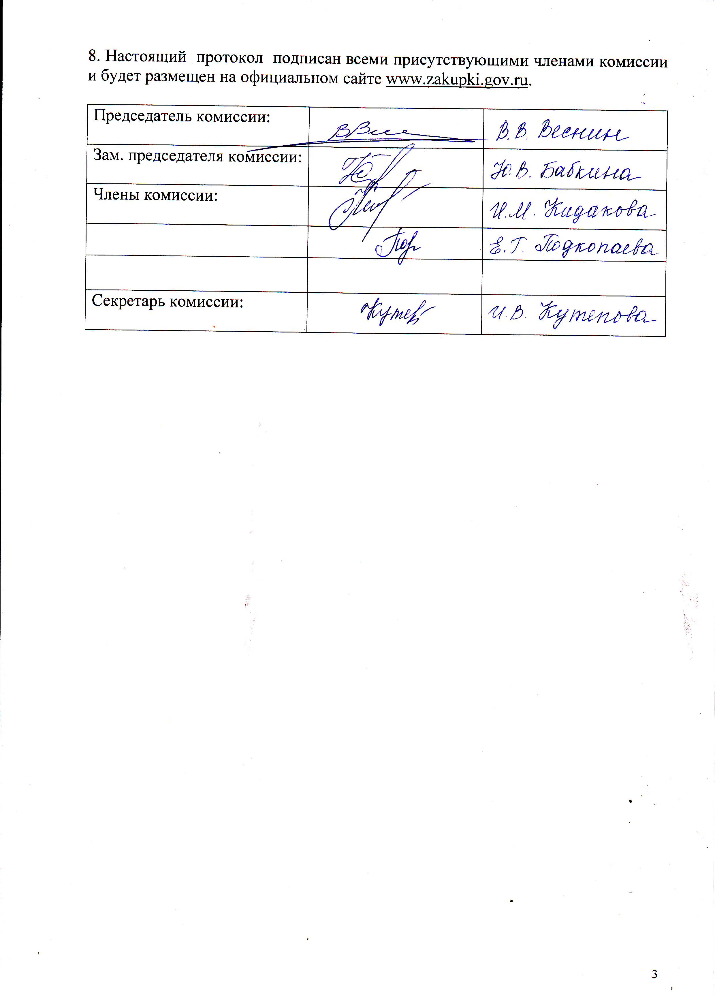 8. Настоящий протокол подписан всеми присутствующими членами комиссии
и будет размещен на официальном сайте www.zakupki.gov.ru.
Председатель комиссии: В.В. Веснин
Зам. председателя комиссии: Ю.В. Бабкина
Члены комиссии: И.М. Кидакова
Е.Г. Подкопаева
Секретарь комиссии: И.В. Кутепова
3